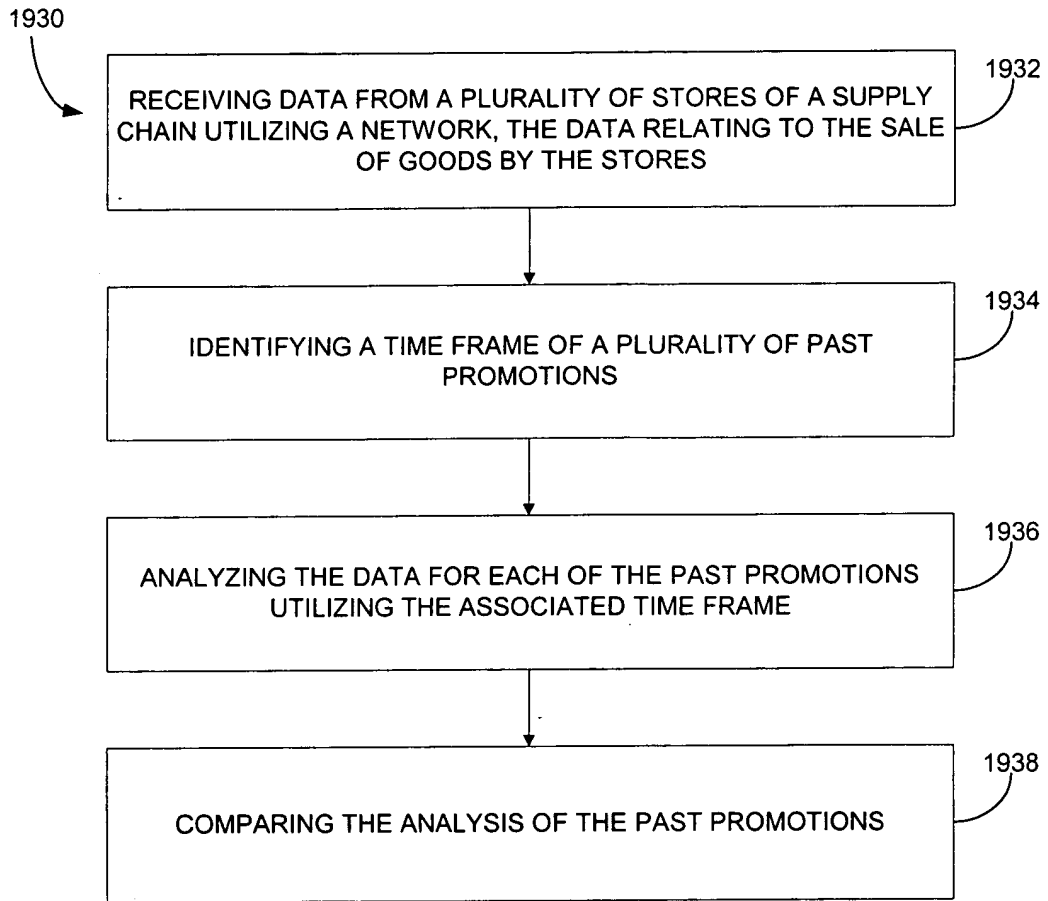 1930
1932
RECEIVING DATA FROM A PLURALITY OF STORES OF A SUPPLY
CHAIN UTILIZING A NETWORK, THE DATA RELATING TO THE SALE
OF GOODS BY THE STORES
1934
IDENTIFYING A TIME FRAME OF A PLURALITY OF PAST
PROMOTIONS
1936
ANALYZING THE DATA FOR EACH OF THE PAST PROMOTIONS
UTILIZING THE ASSOCIATED TIME FRAME
1938
COMPARING THE ANALYSIS OF THE PAST PROMOTIONS